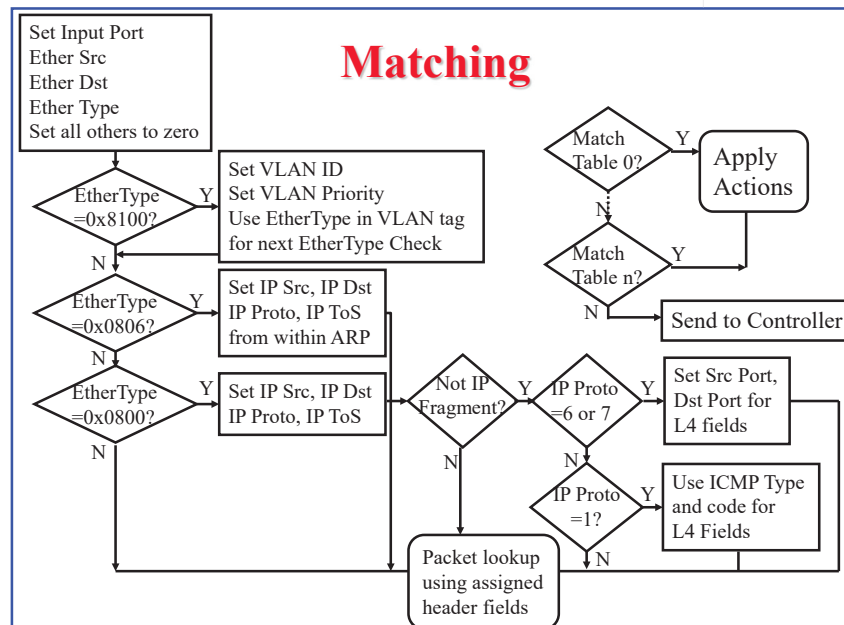 Matching
Set Input Port
Ether Src
Ether Dst
Ether Type
Set all others to zero
EtherType
=0x8100?
Y
N
Set VLAN ID
Set VLAN Priority
Use EtherType in VLAN tag
for next EtherType Check
EtherType
=0x0806?
Y
N
Set IP Src, IP Dst
IP Proto, IP ToS
from within ARP
EtherType
=0x0800?
Y
N
Set IP Src, IP Dst
IP Proto, IP ToS
Not IP
Fragment?
Y
N
IP Proto
=6 or 7
Y
N
Set Src Port,
Dst Port for
L4 fields
IP Proto
=1?
Y
N
Use ICMP Type
and code for
L4 Fields
Packet lookup
using assigned
header fields
Match
Table 0?
Y
N
Apply
Actions
Match
Table n?
Y
N
Send to Controller